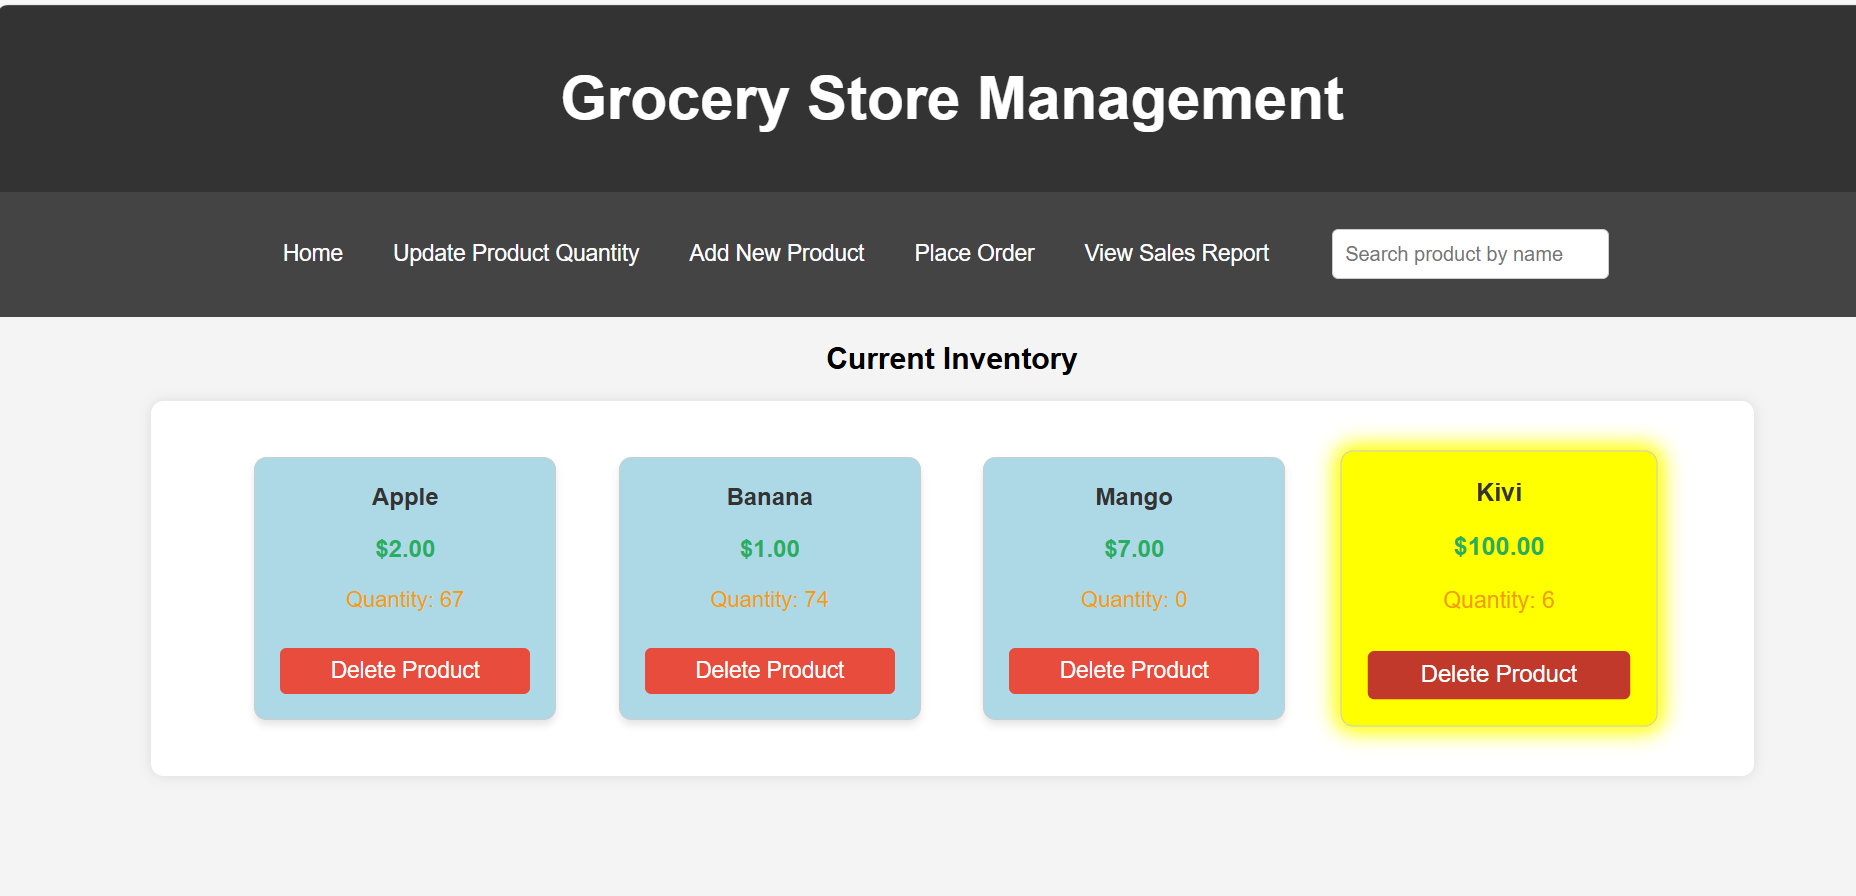 Grocery Store Management
Home Update Product Quantity Add New Product Place Order View Sales Report Search product by name
Current Inventory
Apple
$2.00
Quantity: 67
Delete Product
Banana
$1.00
Quantity: 74
Delete Product
Mango
$7.00
Quantity: 0
Delete Product
Kivi
$100.00
Quantity: 6
Delete Product